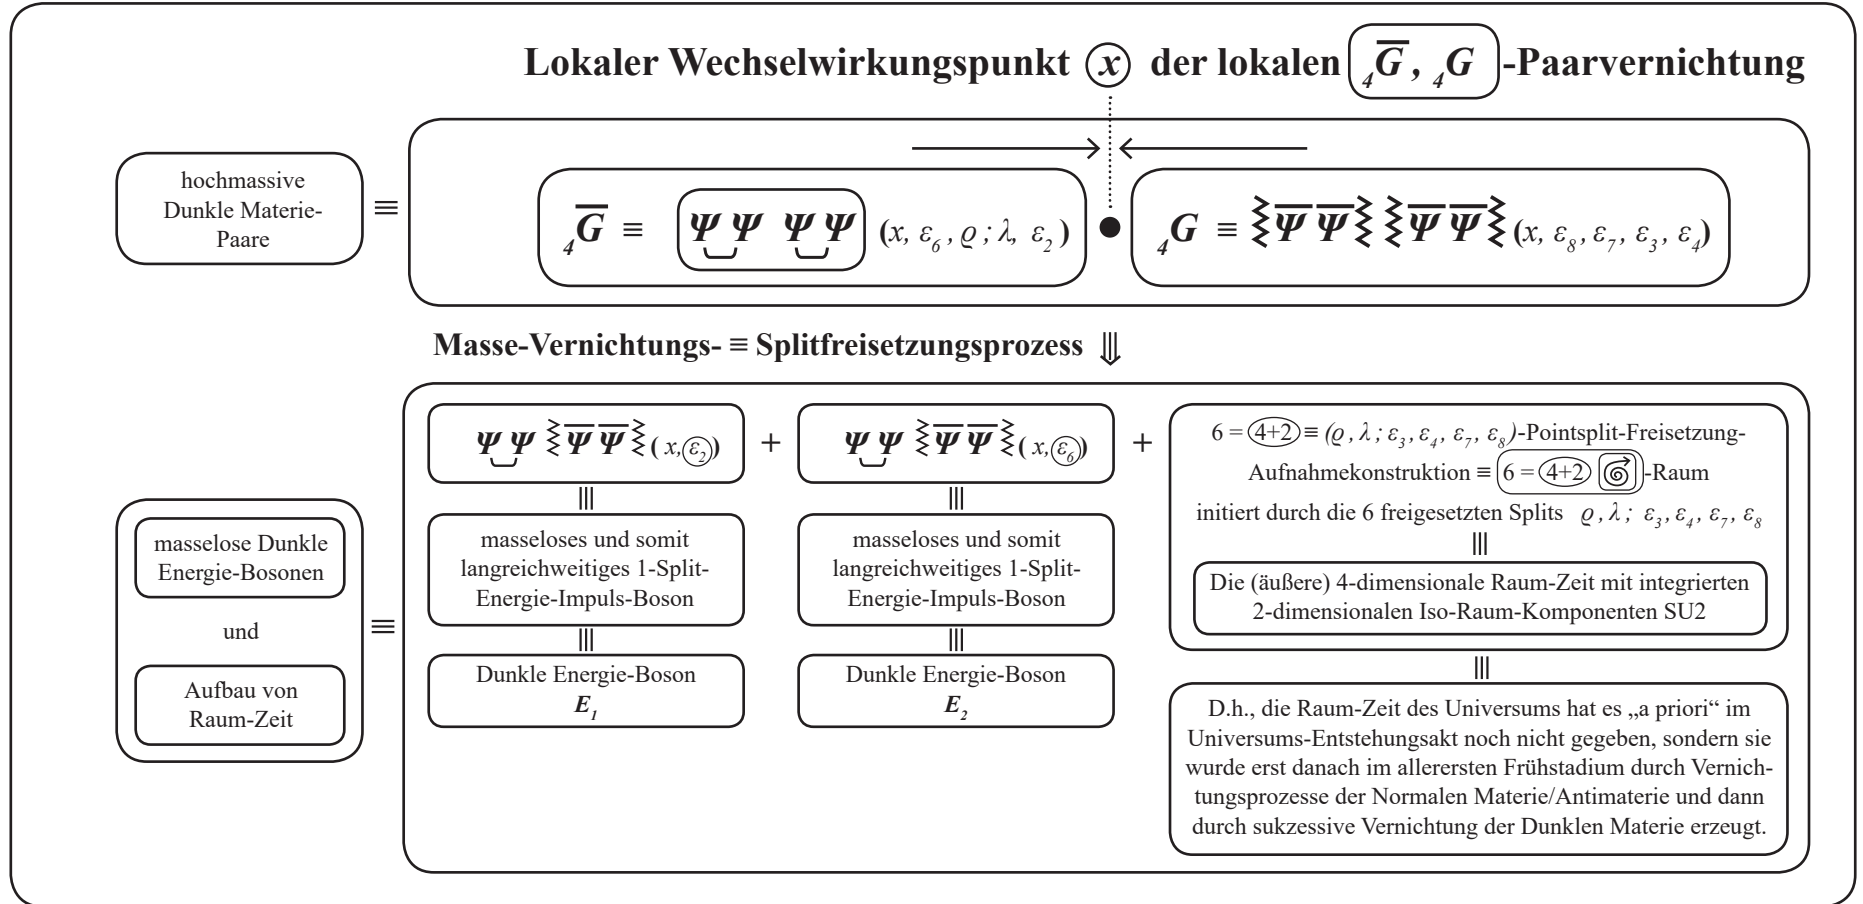 Lokaler Wechselwirkungspunkt x der lokalen ₄G̅, ₄G -Paarvernichtung
hochmassive
Dunkle Materie-
Paare
≡
₄G̅ ≡ Ψ Ψ Ψ Ψ (x, ε₆, ϱ ; λ, ε₂)
₄G ≡ Ψ̅ Ψ̅ Ψ̅ Ψ̅ (x, ε₈, ε₇, ε₃, ε₄)
Masse-Vernichtungs- ≡ Splitfreisetzungsprozess ⤋
masselose Dunkle
Energie-Bosonen
und
Aufbau von
Raum-Zeit
≡
Ψ Ψ Ψ̅ Ψ̅ (x, ε₂)
≡
masseloses und somit
langreichweitiges 1-Split-
Energie-Impuls-Boson
≡
Dunkle Energie-Boson
E₁
+
Ψ Ψ Ψ̅ Ψ̅ (x, ε₆)
≡
masseloses und somit
langreichweitiges 1-Split-
Energie-Impuls-Boson
≡
Dunkle Energie-Boson
E₂
+
6 = 4+2 ≡ (ϱ, λ ; ε₃, ε₄, ε₇, ε₈)-Pointsplit-Freisetzung-
Aufnahmekonstruktion ≡ 6 = 4+2 -Raum
initiiert durch die 6 freigesetzten Splits ϱ, λ ; ε₃, ε₄, ε₇, ε₈
≡
Die (äußere) 4-dimensionale Raum-Zeit mit integrierten
2-dimensionalen Iso-Raum-Komponenten SU2
≡
D.h., die Raum-Zeit des Universums hat es „a priori“ im
Universums-Entstehungsakt noch nicht gegeben, sondern sie
wurde erst danach im allerersten Frühstadium durch Vernich-
tungsprozesse der Normalen Materie/Antimaterie und dann
durch sukzessive Vernichtung der Dunklen Materie erzeugt.